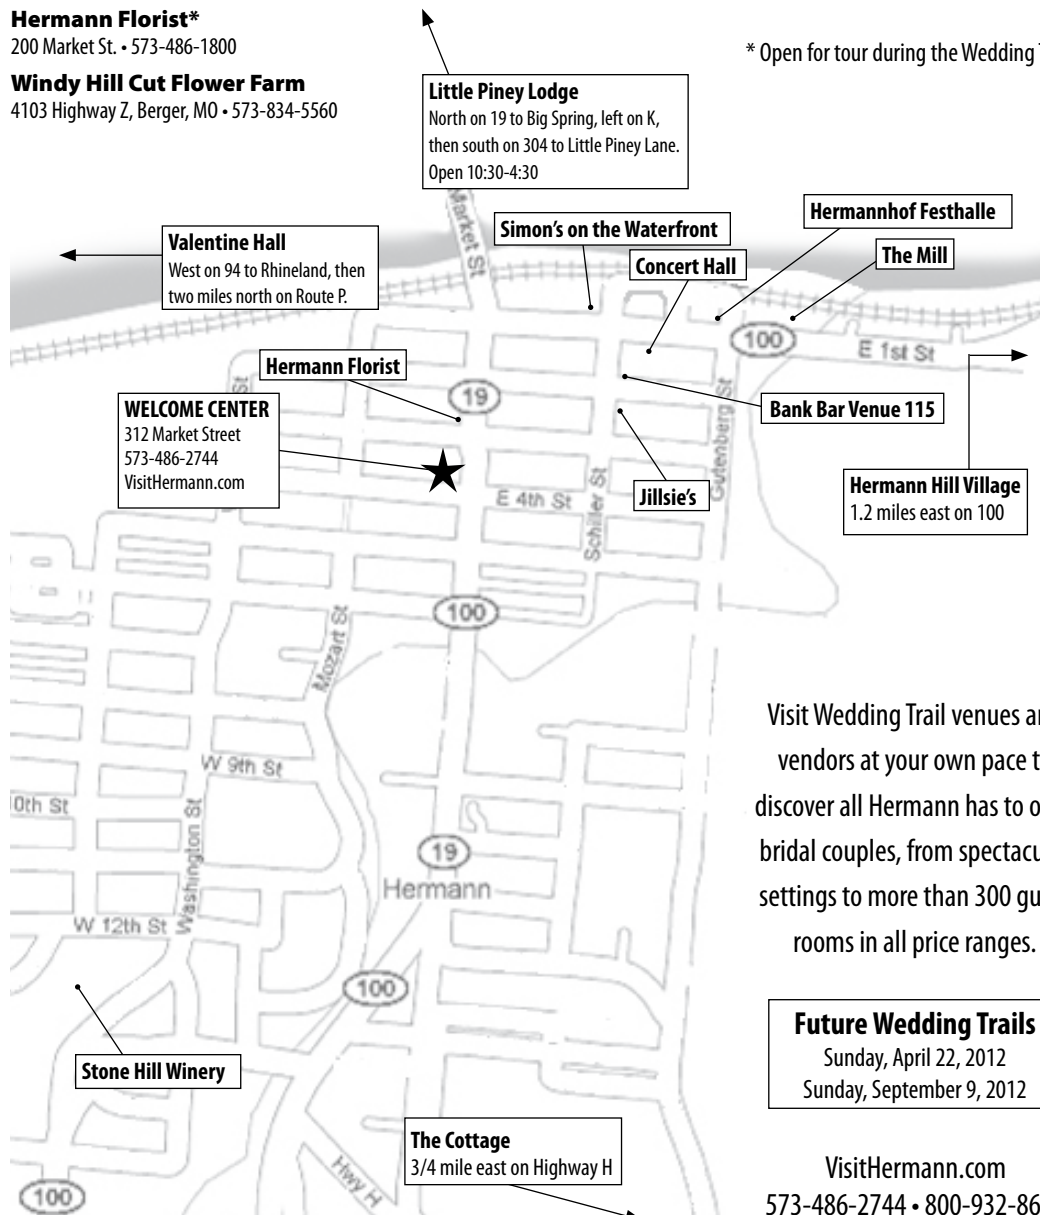 Hermann Florist*
200 Market St. • 573-486-1800
Windy Hill Cut Flower Farm
4103 Highway Z, Berger, MO • 573-834-5560
* Open for tour during the Wedding
Little Piney Lodge
North on 19 to Big Spring, left on K,
then south on 304 to Little Piney Lane.
Open 10:30-4:30
Market St
Valentine Hall
West on 94 to Rhineland, then
two miles north on Route P.
Simon's on the Waterfront
Concert Hall
Hermannhof Festhalle
The Mill
100
E 1st St
Hermann Florist
19
St
Bank Bar Venue 115
WELCOME CENTER
312 Market Street
573-486-2744
VisitHermann.com
E 4th St
Schiller St
Jillsie's
Gutenberg St
Hermann Hill Village
1.2 miles east on 100
100
Mozart St
W 9th St
0th St
Washington St
W 12th St
19
Hermann
100
Stone Hill Winery
The Cottage
3/4 mile east on Highway H
Hwy H
100
Visit Wedding Trail venues
vendors at your own pace
discover all Hermann has to
bridal couples, from
settings to more than 300
rooms in all price ranges.
Future Wedding Trails
Sunday, April 22, 2012
Sunday, September 9, 2012
VisitHermann.com
573-486-2744 • 800-932-86